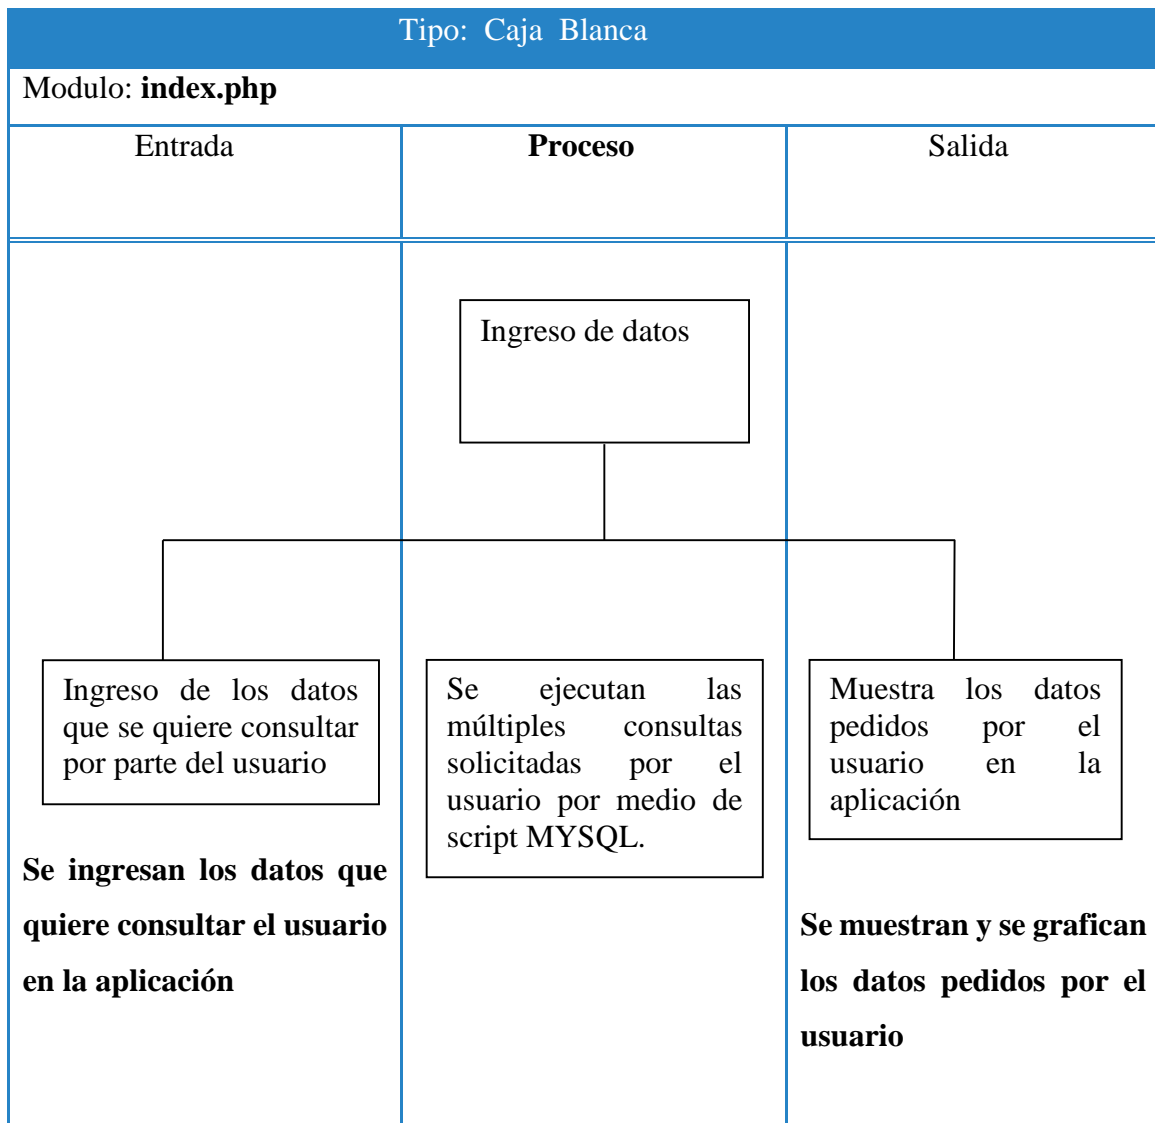 Tipo: Caja Blanca
Modulo: index.php
Entrada
Proceso
Salida
Ingreso de datos
Ingreso de los datos
que se quiere consultar
por parte del usuario
Se ingresan los datos que
quiere consultar el usuario
en la aplicación
Se ejecutan las
múltiples consultas
solicitadas por el
usuario por medio de
script MYSQL.
Muestra los datos
pedidos por el
usuario en la
aplicación
Se muestran y se grafican
los datos pedidos por el
usuario